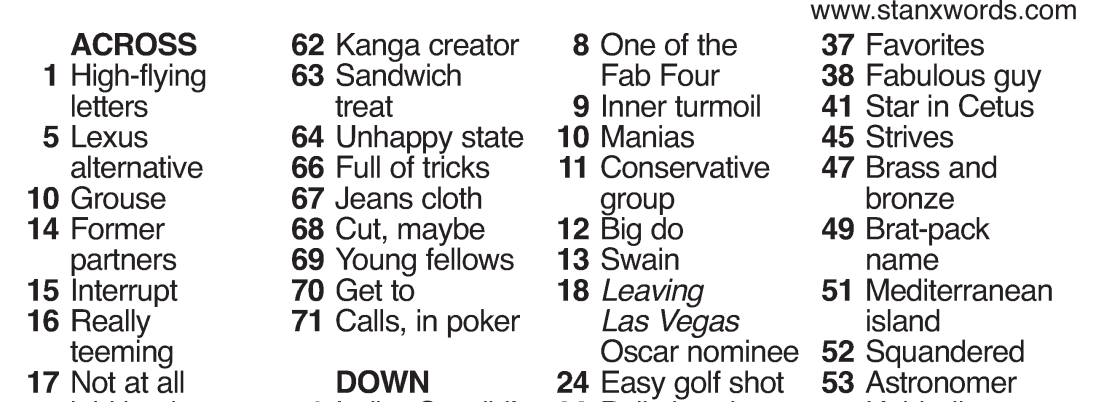 www.stanxwords.com
ACROSS
1 High-flying
letters
5 Lexus
alternative
10 Grouse
14 Former
partners
15 Interrupt
16 Really
teeming
17 Not at all
62 Kanga creator
63 Sandwich
treat
64 Unhappy state
66 Full of tricks
67 Jeans cloth
68 Cut, maybe
69 Young fellows
70 Get to
71 Calls, in poker
DOWN
8 One of the
Fab Four
9 Inner turmoil
10 Manias
11 Conservative
group
12 Big do
13 Swain
18 Leaving
Las Vegas
Oscar nominee
24 Easy golf shot
37 Favorites
38 Fabulous guy
41 Star in Cetus
45 Strives
47 Brass and
bronze
49 Brat-pack
name
51 Mediterranean
island
52 Squandered
53 Astronomer